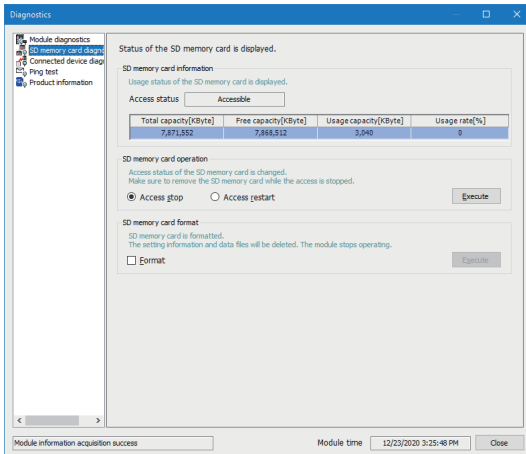 Diagnostics
Module diagnostics
SD memory card diagno
Connected device diagn
Ping test
Product information
Status of the SD memory card is displayed.
SD memory card information
Usage status of the SD memory card is displayed.
Access status Accessible
Total capacity[KByte] Free capacity[KByte] Usage capacity[KByte] Usage rate[%]
7,871,552 7,868,512 3,040 0
SD memory card operation
Access status of the SD memory card is changed.
Make sure to remove the SD memory card while the access is stopped.
Access stop Access restart Execute
SD memory card format
SD memory card is formatted.
The setting information and data files will be deleted. The module stops operating.
Format Execute
Module information acquisition success Module time 12/23/2020 3:25:48 PM Close